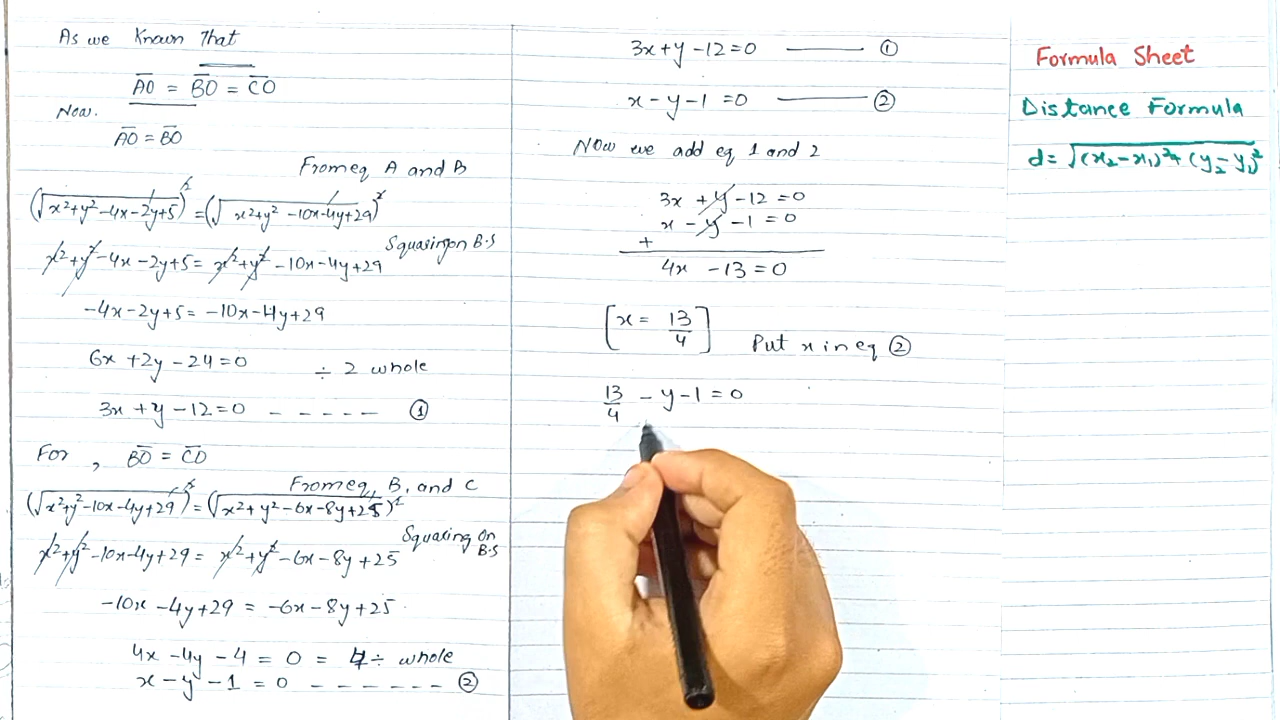 As we Known That
A̅O̅ = B̅O̅ = C̅O̅
Now.
A̅O̅ = B̅O̅
From eq A and B
(√x²+y²-4x-2y+5)² = (√x²+y²-10x-4y+29)²
Squaring on B.S
x²+y²-4x-2y+5 = x²+y²-10x-4y+29
-4x-2y+5 = -10x-4y+29
6x+2y-24=0 ÷ 2 whole
3x+y-12=0 - - - - - ①
For , B̅O̅ = C̅O̅
From eq, B, and C
(√x²+y²-10x-4y+29)² = (√x²+y²-6x-8y+25)²
Squaring on B.S
x²+y²-10x-4y+29 = x²+y²-6x-8y+25
-10x-4y+29 = -6x-8y+25
4x-4y-4 = 0 = 4÷ whole
x-y-1=0 - - - - - - ②
3x+y-12=0 ——— ①
x-y-1=0 ——— ②
Now we add eq 1 and 2
3x+y-12=0
x-y-1=0
+
4x -13=0
[x = 13/4] Put x in eq ②
13/4 - y-1=0
Formula Sheet
Distance Formula
d=√(x₂-x₁)²+(y₂-y₁)²